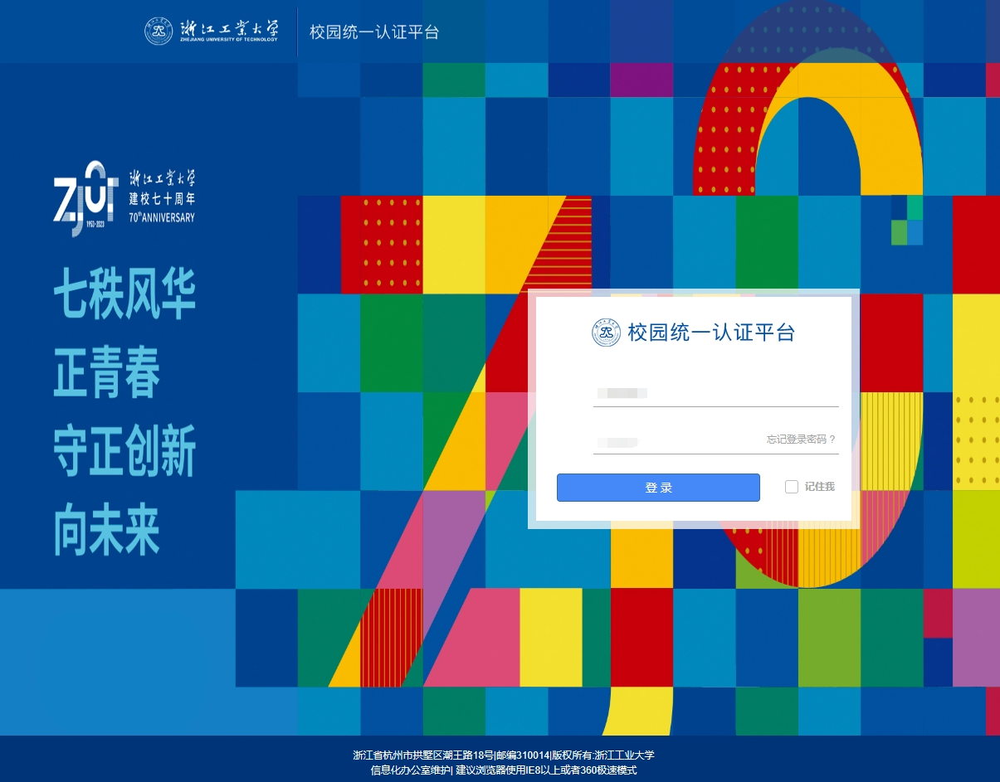 浙江工业大学
ZHEJIANG UNIVERSITY OF TECHNOLOGY
校园统一认证平台
zjut
1953-2023
浙江工业大学
建校七十周年
70th ANNIVERSARY
七秩风华
正青春
守正创新
向未来
校园统一认证平台
忘记登录密码？
登 录
记住我
浙江省杭州市拱墅区潮王路18号|邮编310014|版权所有:浙江工业大学
信息化办公室维护| 建议浏览器使用IE8以上或者360极速模式